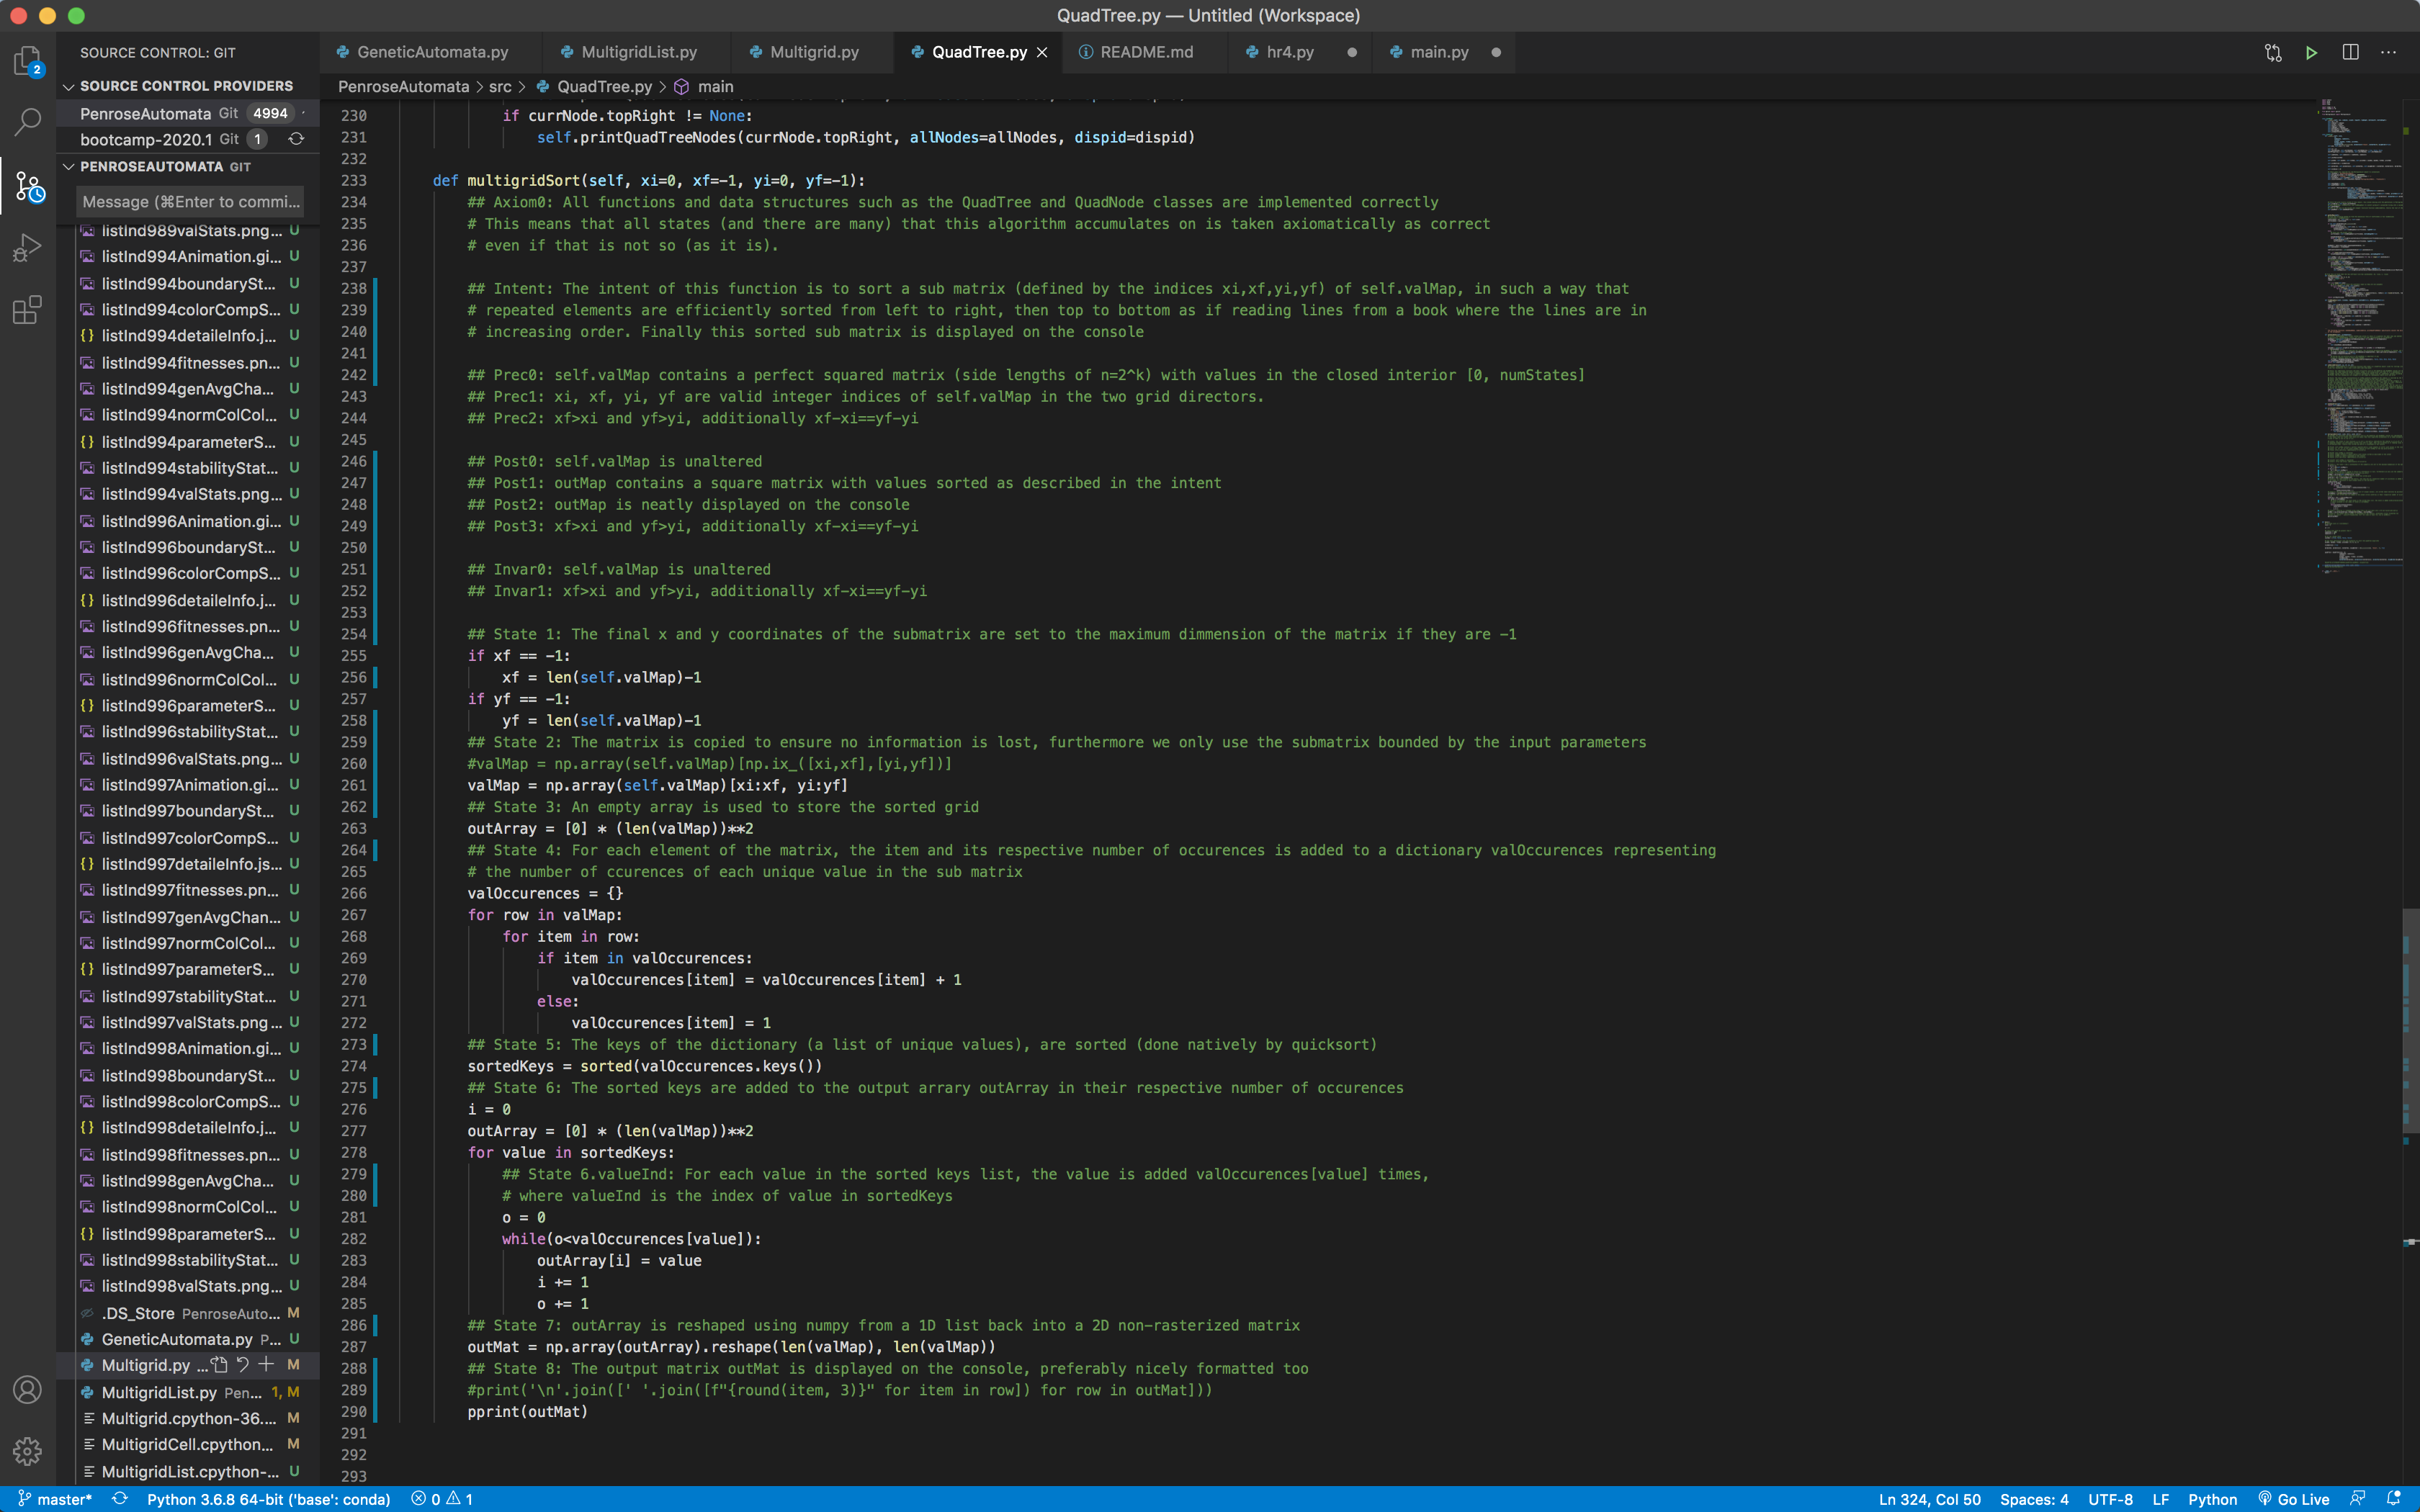 QuadTree.py — Untitled (Workspace)
SOURCE CONTROL: GIT
SOURCE CONTROL PROVIDERS
PenroseAutomata Git 4994
bootcamp-2020.1 Git 1
PENROSEAUTOMATA GIT
Message (⌘Enter to commi...
listInd989valStats.png... U
listInd994Animation.gi... U
listInd994boundarySt... U
listInd994colorCompS... U
{} listInd994detaileInfo.j... U
listInd994fitnesses.pn... U
listInd994genAvgCha... U
listInd994normColCol... U
{} listInd994parameterS... U
listInd994stabilityStat... U
listInd994valStats.png... U
listInd996Animation.gi... U
listInd996boundarySt... U
listInd996colorCompS... U
{} listInd996detaileInfo.j... U
listInd996fitnesses.pn... U
listInd996genAvgCha... U
listInd996normColCol... U
{} listInd996parameterS... U
listInd996stabilityStat... U
listInd996valStats.png... U
listInd997Animation.gi... U
listInd997boundarySt... U
listInd997colorCompS... U
{} listInd997detaileInfo.js... U
listInd997fitnesses.pn... U
listInd997genAvgChan... U
listInd997normColCol... U
{} listInd997parameterS... U
listInd997stabilityStat... U
listInd997valStats.png... U
listInd998Animation.gi... U
listInd998boundarySt... U
listInd998colorCompS... U
{} listInd998detaileInfo.j... U
listInd998fitnesses.pn... U
listInd998genAvgCha... U
listInd998normColCol... U
{} listInd998parameterS... U
listInd998stabilityStat... U
listInd998valStats.png... U
.DS_Store PenroseAuto... M
GeneticAutomata.py P... U
Multigrid.py ... M
MultigridList.py Pen... 1, M
Multigrid.cpython-36.... M
MultigridCell.cpython... M
MultigridList.cpython-... U
2
GeneticAutomata.py MultigridList.py Multigrid.py QuadTree.py README.md hr4.py main.py
PenroseAutomata > src > QuadTree.py > main
230 if currNode.topRight != None:
231 self.printQuadTreeNodes(currNode.topRight, allNodes=allNodes, dispid=dispid)
232
233 def multigridSort(self, xi=0, xf=-1, yi=0, yf=-1):
234 ## Axiom0: All functions and data structures such as the QuadTree and QuadNode classes are implemented correctly
235 # This means that all states (and there are many) that this algorithm accumulates on is taken axiomatically as correct
236 # even if that is not so (as it is).
237
238 ## Intent: The intent of this function is to sort a sub matrix (defined by the indices xi,xf,yi,yf) of self.valMap, in such a way that
239 # repeated elements are efficiently sorted from left to right, then top to bottom as if reading lines from a book where the lines are in
240 # increasing order. Finally this sorted sub matrix is displayed on the console
241
242 ## Prec0: self.valMap contains a perfect squared matrix (side lengths of n=2^k) with values in the closed interior [0, numStates]
243 ## Prec1: xi, xf, yi, yf are valid integer indices of self.valMap in the two grid directors.
244 ## Prec2: xf>xi and yf>yi, additionally xf-xi==yf-yi
245
246 ## Post0: self.valMap is unaltered
247 ## Post1: outMap contains a square matrix with values sorted as described in the intent
248 ## Post2: outMap is neatly displayed on the console
249 ## Post3: xf>xi and yf>yi, additionally xf-xi==yf-yi
250
251 ## Invar0: self.valMap is unaltered
252 ## Invar1: xf>xi and yf>yi, additionally xf-xi==yf-yi
253
254 ## State 1: The final x and y coordinates of the submatrix are set to the maximum dimmension of the matrix if they are -1
255 if xf == -1:
256 xf = len(self.valMap)-1
257 if yf == -1:
258 yf = len(self.valMap)-1
259 ## State 2: The matrix is copied to ensure no information is lost, furthermore we only use the submatrix bounded by the input parameters
260 #valMap = np.array(self.valMap)[np.ix_([xi,xf],[yi,yf])]
261 valMap = np.array(self.valMap)[xi:xf, yi:yf]
262 ## State 3: An empty array is used to store the sorted grid
263 outArray = [0] * (len(valMap))**2
264 ## State 4: For each element of the matrix, the item and its respective number of occurences is added to a dictionary valOccurences representing
265 # the number of ccurences of each unique value in the sub matrix
266 valOccurences = {}
267 for row in valMap:
268 for item in row:
269 if item in valOccurences:
270 valOccurences[item] = valOccurences[item] + 1
271 else:
272 valOccurences[item] = 1
273 ## State 5: The keys of the dictionary (a list of unique values), are sorted (done natively by quicksort)
274 sortedKeys = sorted(valOccurences.keys())
275 ## State 6: The sorted keys are added to the output arrary outArray in their respective number of occurences
276 i = 0
277 outArray = [0] * (len(valMap))**2
278 for value in sortedKeys:
279 ## State 6.valueInd: For each value in the sorted keys list, the value is added valOccurences[value] times,
280 # where valueInd is the index of value in sortedKeys
281 o = 0
282 while(o<valOccurences[value]):
283 outArray[i] = value
284 i += 1
285 o += 1
286 ## State 7: outArray is reshaped using numpy from a 1D list back into a 2D non-rasterized matrix
287 outMat = np.array(outArray).reshape(len(valMap), len(valMap))
288 ## State 8: The output matrix outMat is displayed on the console, preferably nicely formatted too
289 #print('\n'.join([' '.join([f"{round(item, 3)}" for item in row]) for row in outMat]))
290 pprint(outMat)
291
292
293
master* Python 3.6.8 64-bit ('base': conda) 0 1 Ln 324, Col 50 Spaces: 4 UTF-8 LF Python Go Live